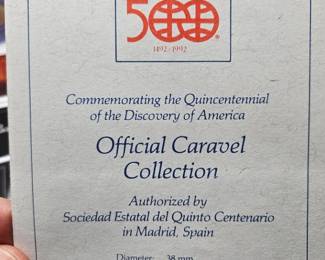 500
1492/1992
Commemorating the Quincentennial
of the Discovery of America
Official Caravel
Collection
Authorized by
Sociedad Estatal del Quinto Centenario
in Madrid, Spain
Diameter: 38 mm